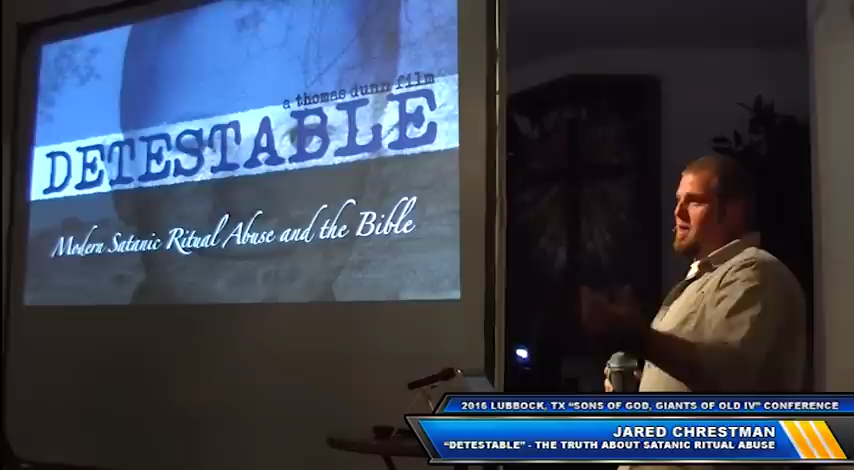 a thomas dunn film
DETESTABLE
Modern Satanic Ritual Abuse and the Bible
2016 LUBBOCK, TX "SONS OF GOD, GIANTS OF OLD IV" CONFERENCE
JARED CHRESTMAN
"DETESTABLE" - THE TRUTH ABOUT SATANIC RITUAL ABUSE